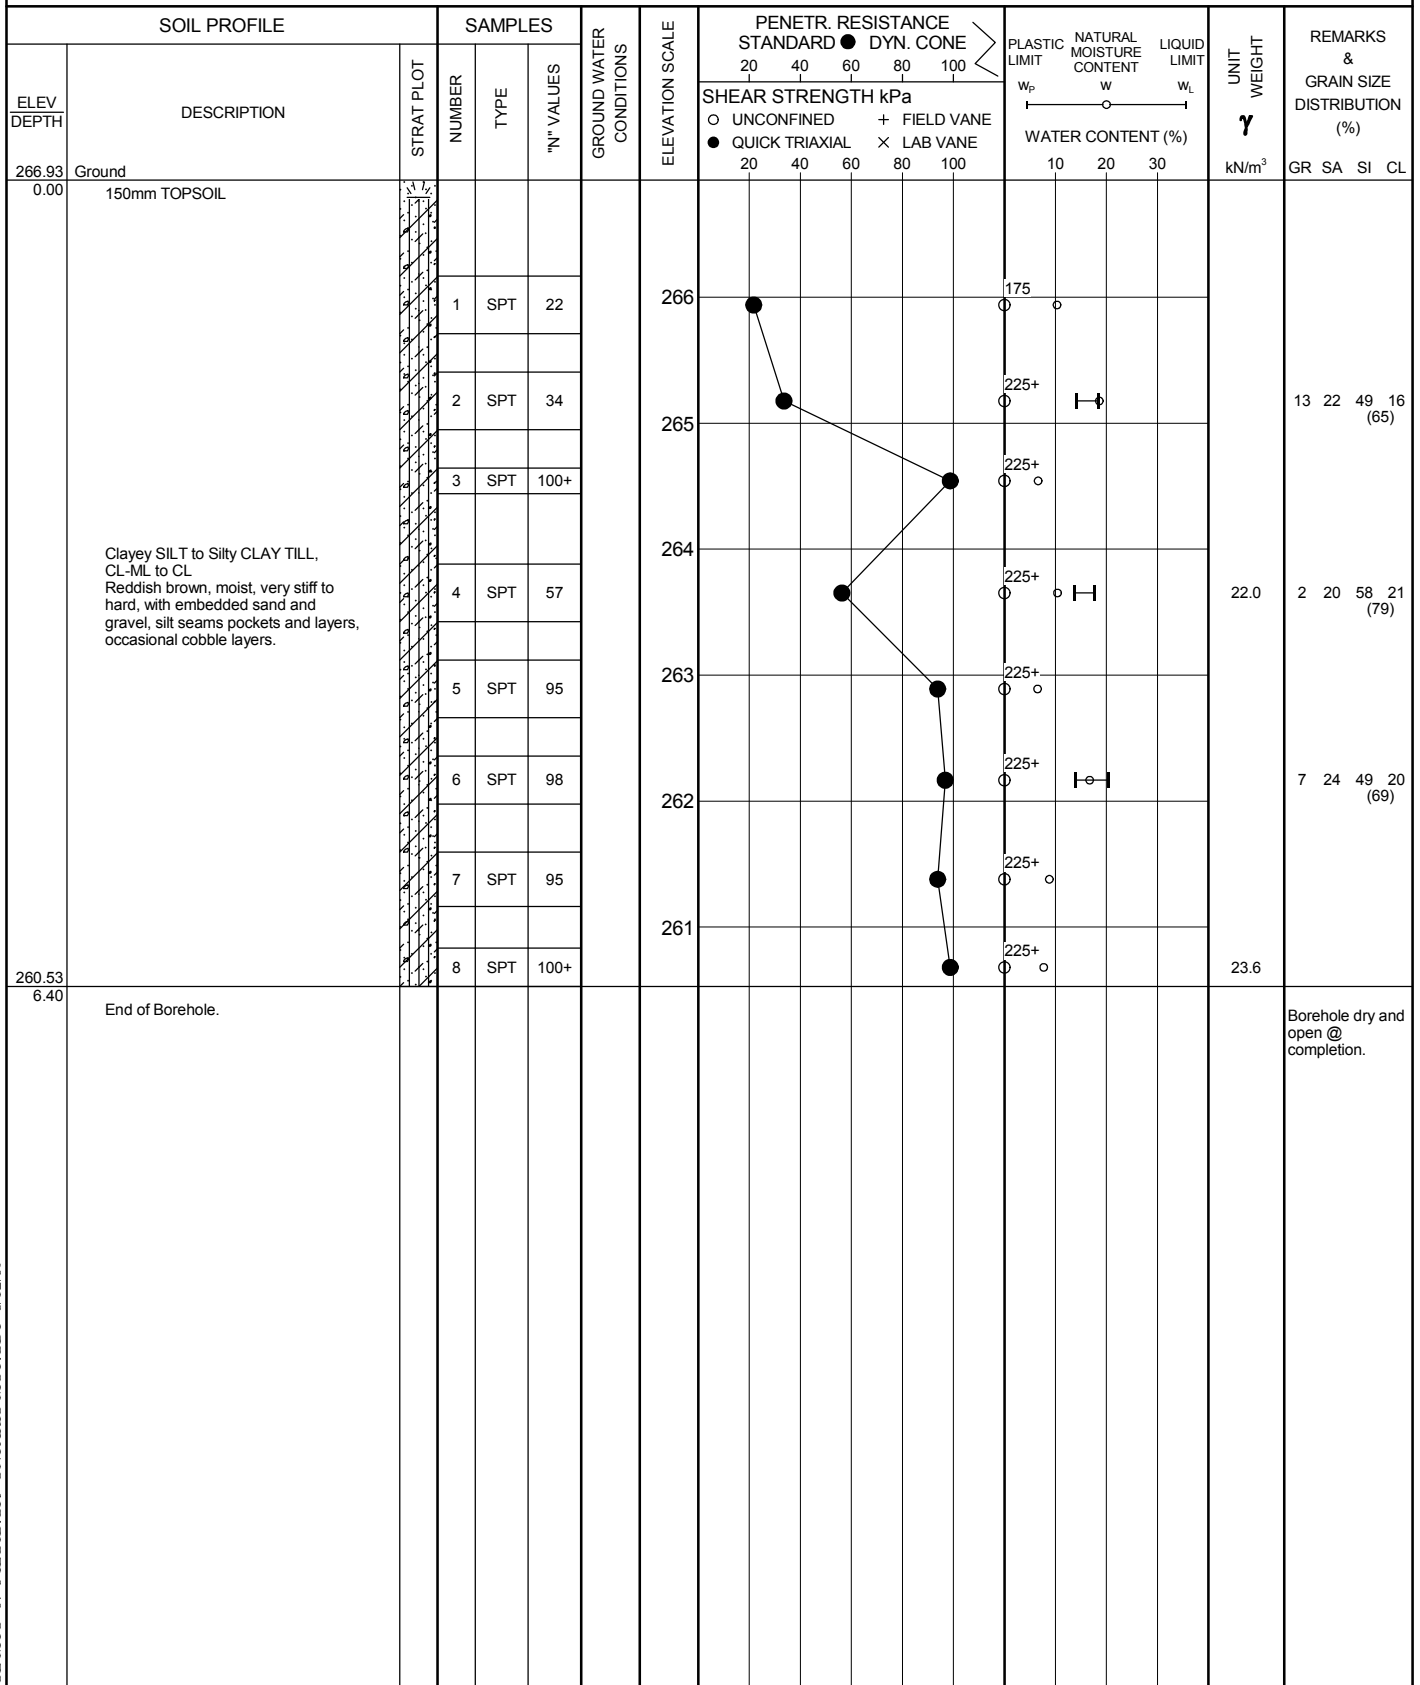 SOIL PROFILE
SAMPLES
GROUND WATER
CONDITIONS
ELEVATION SCALE
PENETR. RESISTANCE
STANDARD ● DYN. CONE
20 40 60 80 100
SHEAR STRENGTH kPa
○ UNCONFINED + FIELD VANE
● QUICK TRIAXIAL × LAB VANE
20 40 60 80 100
PLASTIC LIMIT
NATURAL MOISTURE CONTENT
LIQUID LIMIT
WP W WL
WATER CONTENT (%)
10 20 30
UNIT WEIGHT
γ
kN/m³
REMARKS
&
GRAIN SIZE
DISTRIBUTION
(%)
GR SA SI CL
ELEV
DEPTH
DESCRIPTION
STRAT PLOT
NUMBER
TYPE
"N" VALUES
266.93 Ground
0.00 150mm TOPSOIL
266
1 SPT 22 175
2 SPT 34 225+ 13 22 49 16
(65)
265
3 SPT 100+ 225+
264
Clayey SILT to Silty CLAY TILL,
CL-ML to CL
Reddish brown, moist, very stiff to
hard, with embedded sand and
gravel, silt seams pockets and layers,
occasional cobble layers.
4 SPT 57 225+ 22.0 2 20 58 21
(79)
263
5 SPT 95 225+
6 SPT 98 225+ 7 24 49 20
(69)
262
7 SPT 95 225+
261
8 SPT 100+ 225+ 23.6
260.53
6.40
End of Borehole.
Borehole dry and
open @
completion.